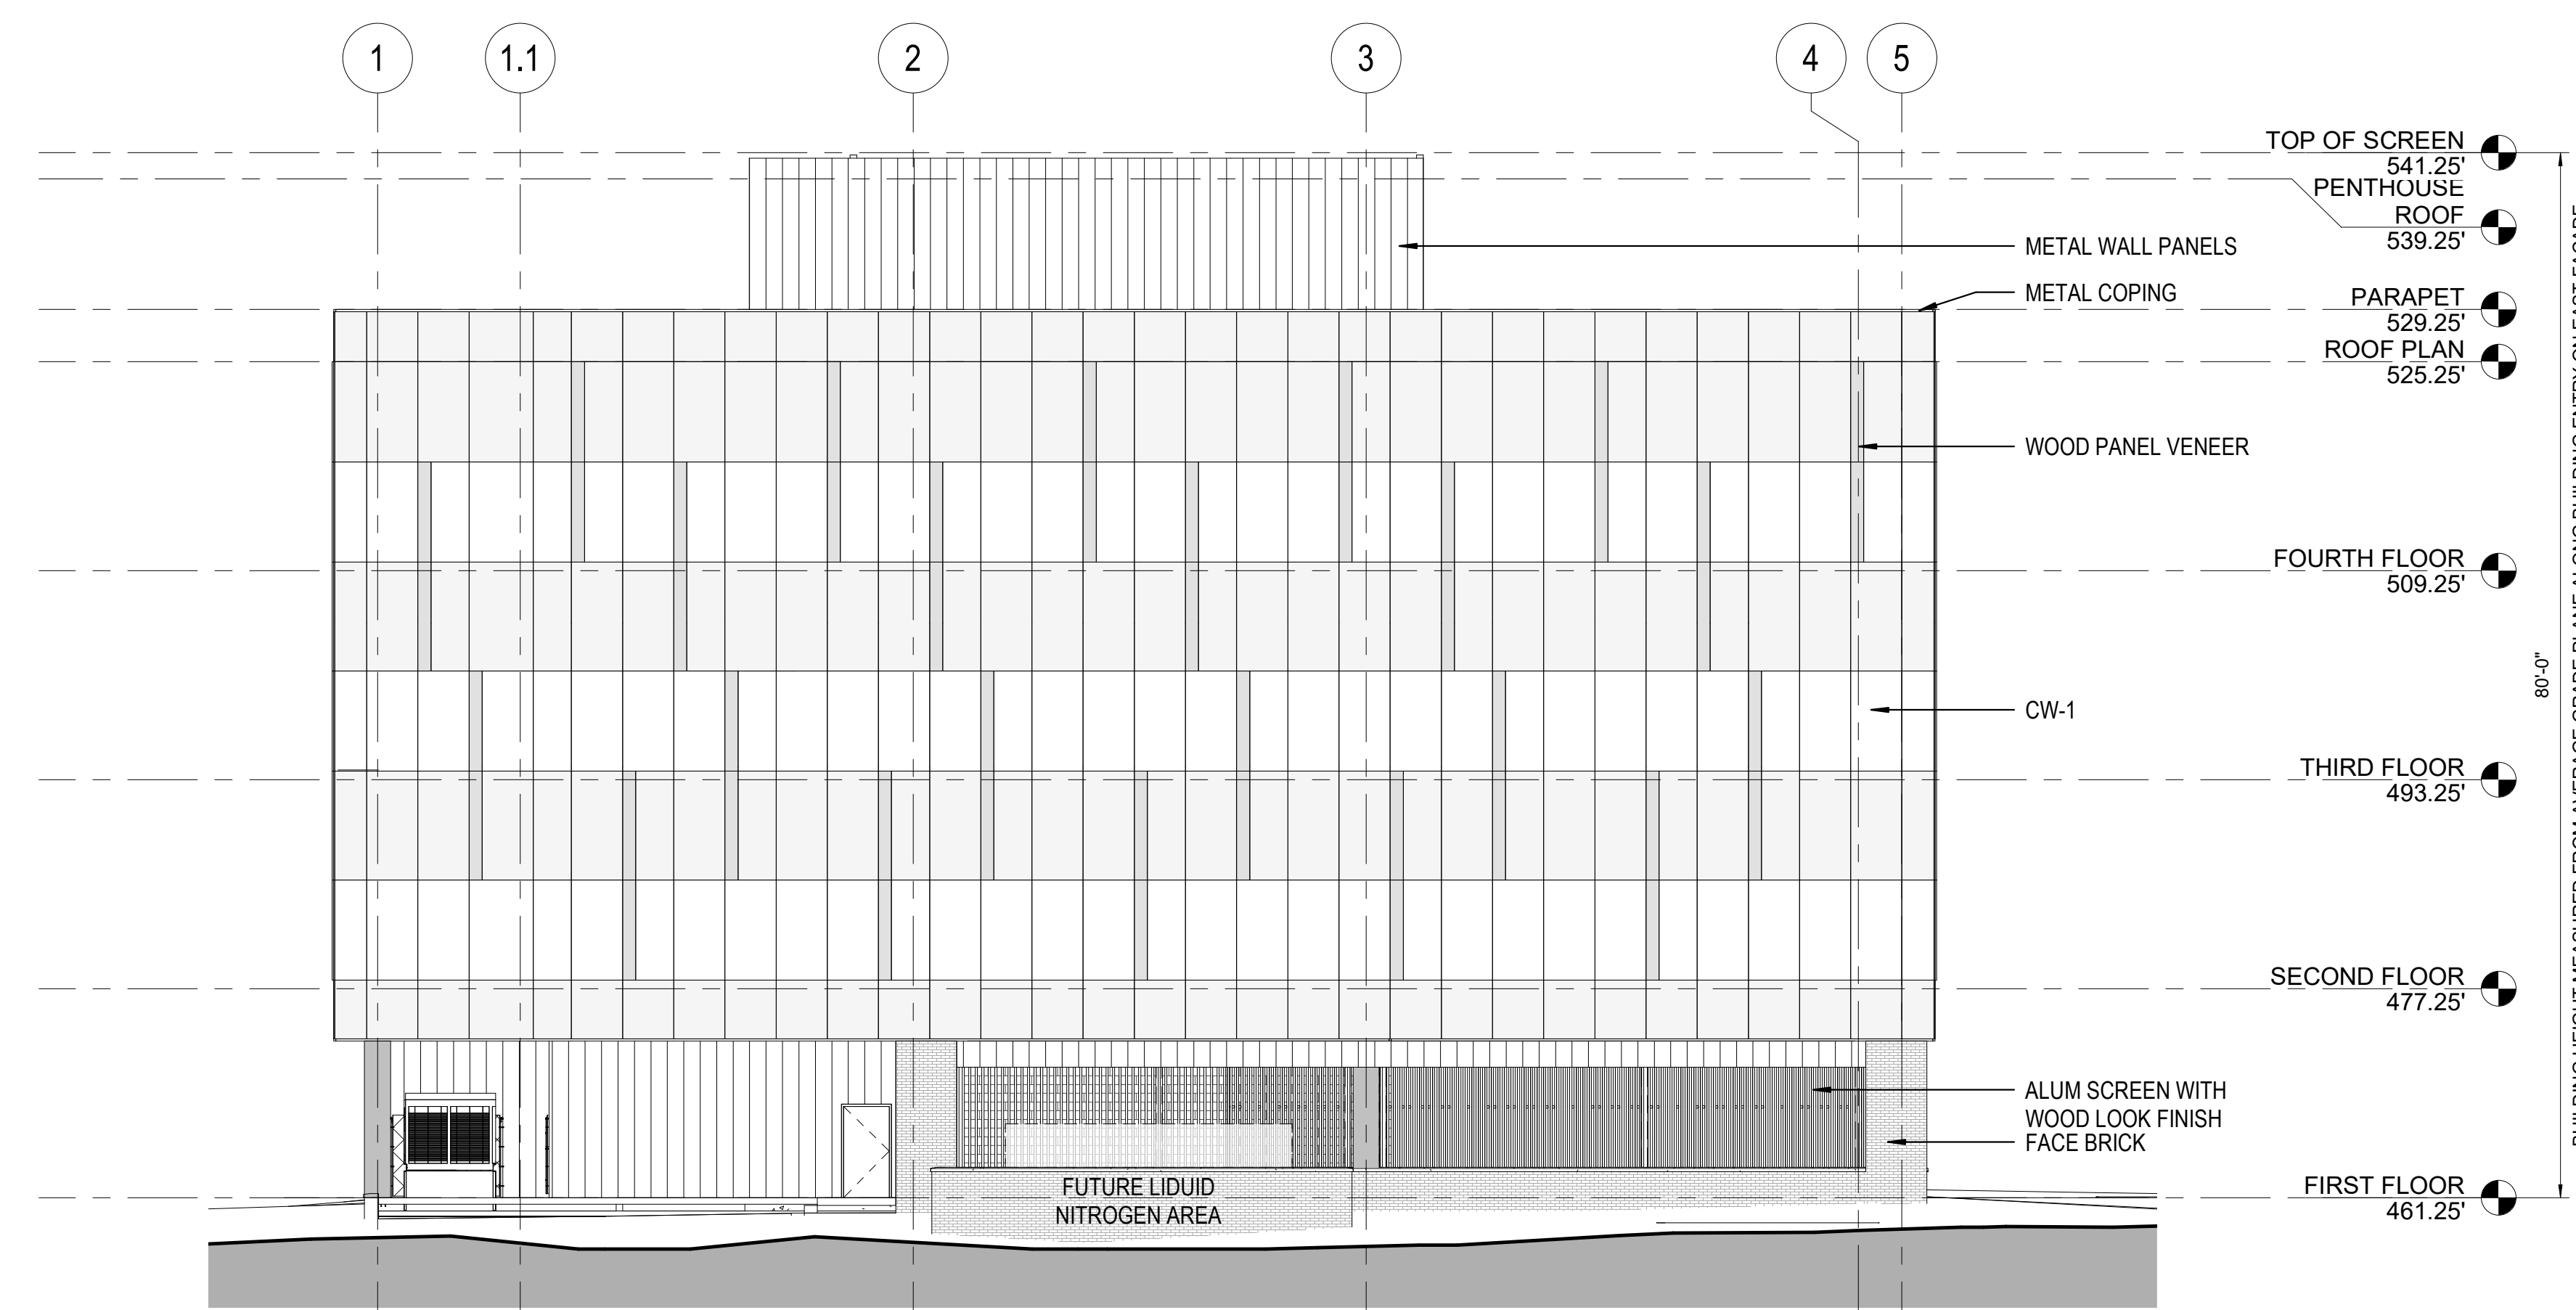 1
1.1
2
3
4
5
TOP OF SCREEN
541.25'
PENTHOUSE
ROOF
539.25'
METAL WALL PANELS
METAL COPING
PARAPET
529.25'
ROOF PLAN
525.25'
WOOD PANEL VENEER
FOURTH FLOOR
509.25'
80'-0"
CW-1
THIRD FLOOR
493.25'
SECOND FLOOR
477.25'
ALUM SCREEN WITH
WOOD LOOK FINISH
FACE BRICK
FUTURE LIDUID
NITROGEN AREA
FIRST FLOOR
461.25'